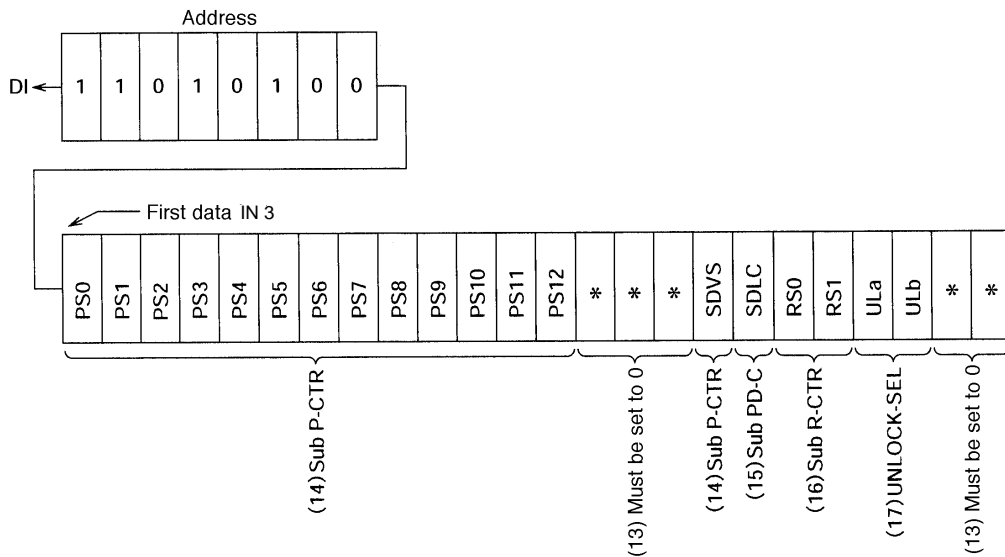 Address
DI
1 1 0 1 0 1 0 0
First data IN 3
PS0 PS1 PS2 PS3 PS4 PS5 PS6 PS7 PS8 PS9 PS10 PS11 PS12 * * * SDVS SDLC RS0 RS1 ULa ULb * *
(14) Sub P-CTR
(13) Must be set to 0
(14) Sub P-CTR
(15) Sub PD-C
(16) Sub R-CTR
(17) UNLOCK-SEL
(13) Must be set to 0